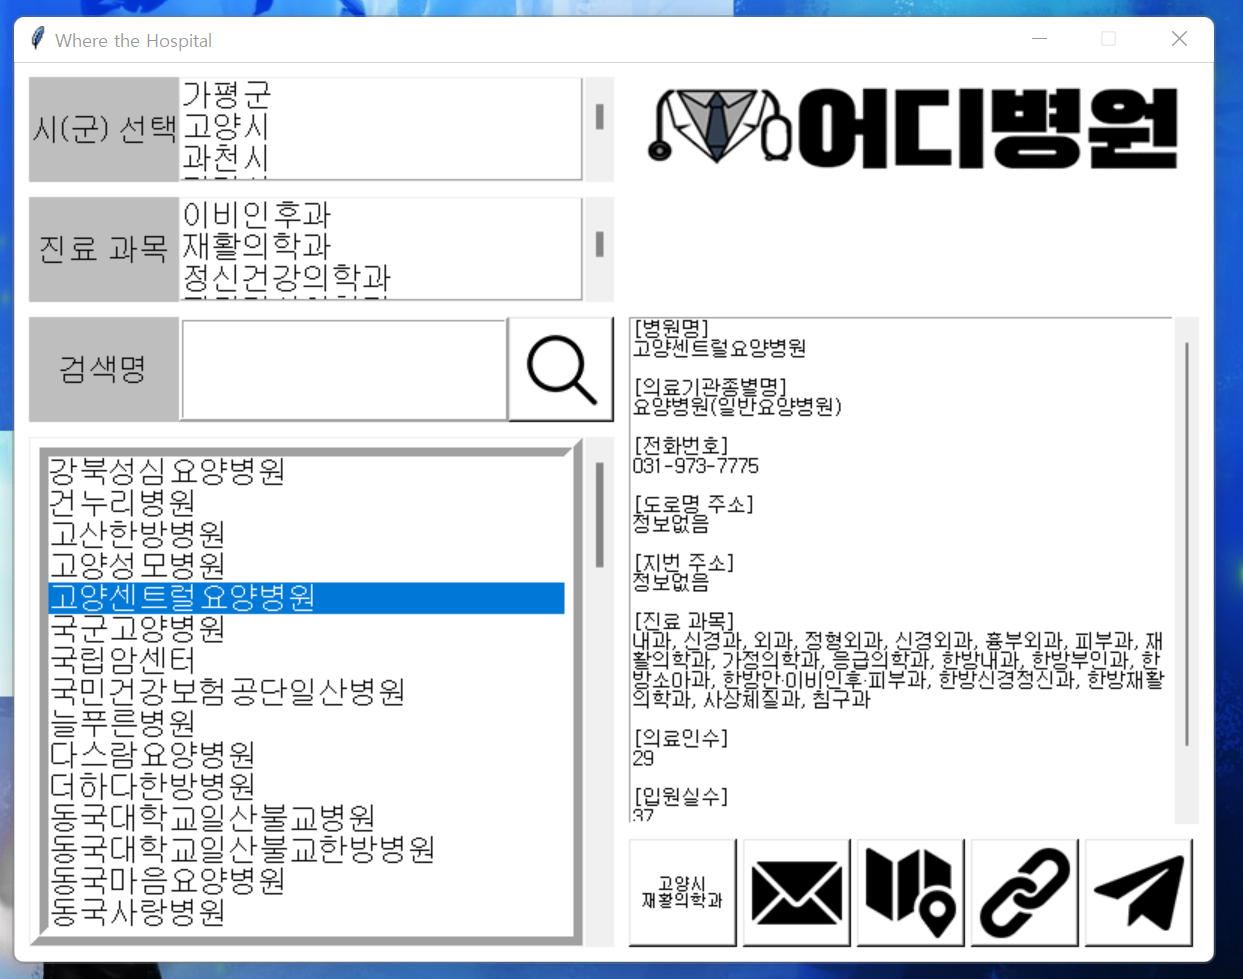 Where the Hospital
시(군) 선택
가평군
고양시
과천시
어디병원
진료 과목
이비인후과
재활의학과
정신건강의학과
검색명
강북성심요양병원
건누리병원
고산한방병원
고양성모병원
고양센트럴요양병원
국군고양병원
국립암센터
국민건강보험공단일산병원
늘푸른병원
다스람요양병원
더하다한방병원
동국대학교일산불교병원
동국대학교일산불교한방병원
동국마음요양병원
동국사랑병원
[병원명]
고양센트럴요양병원
[의료기관종별명]
요양병원(일반요양병원)
[전화번호]
031-973-7775
[도로명 주소]
정보없음
[지번 주소]
정보없음
[진료 과목]
내과, 신경과, 외과, 정형외과, 신경외과, 흉부외과, 피부과, 재
활의학과, 가정의학과, 응급의학과, 한방내과, 한방부인과, 한
방소아과, 한방안·이비인후·피부과, 한방신경정신과, 한방재활
의학과, 사상체질과, 침구과
[의료인수]
29
[입원실수]
37
고양시
재활의학과